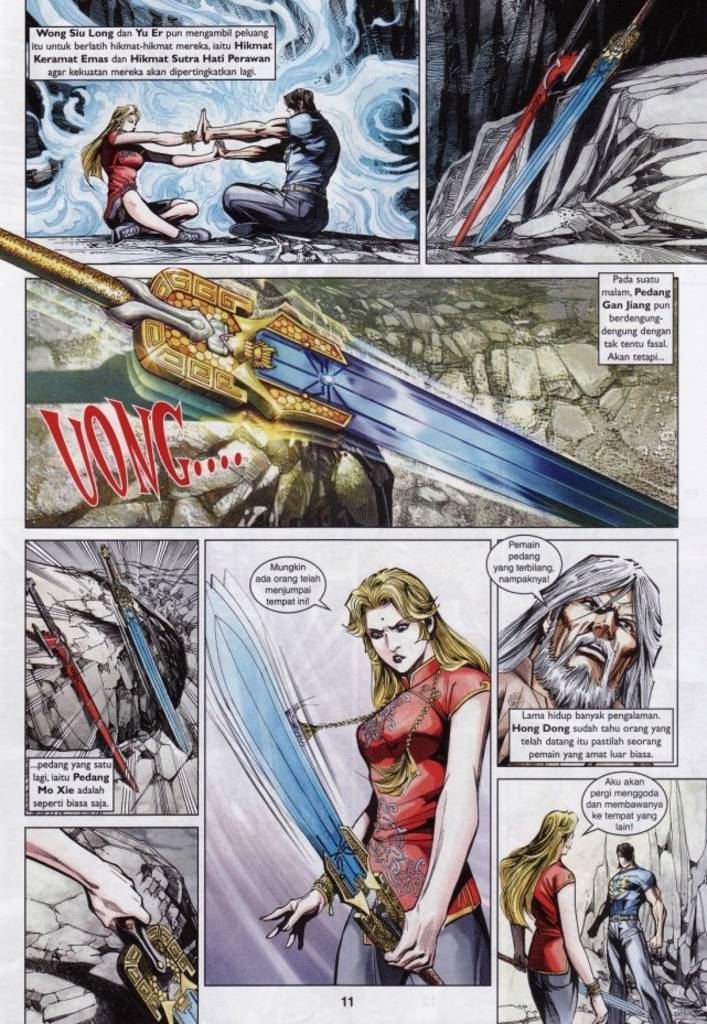 Wong Siu Long dan Yu Er pun mengambil peluang
itu untuk berlatih hikmat-hikmat mereka, iaitu Hikmat
Keramat Emas dan Hikmat Sutra Hati Perawan
agar kekuatan mereka akan dipertingkatkan lagi.
Pada suatu
malam, Pedang
Gan Jiang pun
berdengung-
dengung dengan
tak tentu fasal.
Akan tetapi...
UONG....
...pedang yang satu
lagi, iaitu Pedang
Mo Xie adalah
seperti biasa saja.
Mungkin
ada orang telah
menjumpai
tempat ini!
Pemain
pedang
yang terbilang,
nampaknya!
Lama hidup banyak pengalaman.
Hong Dong sudah tahu orang yang
telah datang itu pastilah seorang
pemain yang amat luar biasa.
Aku akan
pergi menggoda
dan membawanya
ke tempat yang
lain!
11